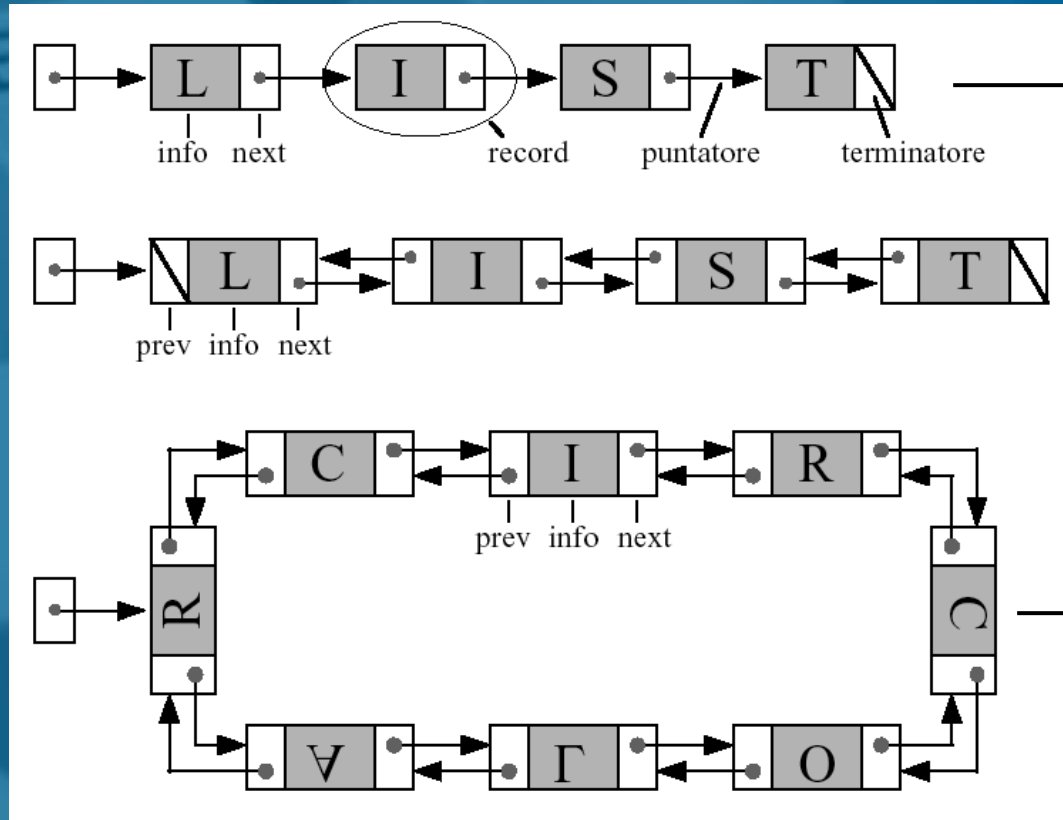 L I S T
info next record puntatore terminatore
L I S T
prev info next
C I R
prev info next
R C
A L O